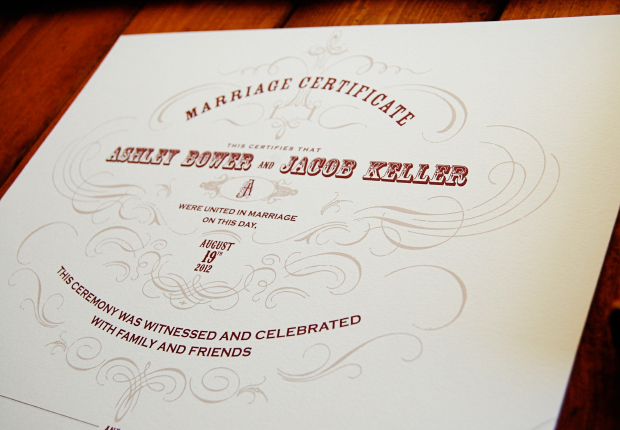 MARRIAGE CERTIFICATE
THIS CERTIFIES THAT
ASHLEY BOWER AND JACOB KELLER
A
WERE UNITED IN MARRIAGE
ON THIS DAY,
AUGUST
19TH
2012
THIS CEREMONY WAS WITNESSED AND CELEBRATED
WITH FAMILY AND FRIENDS